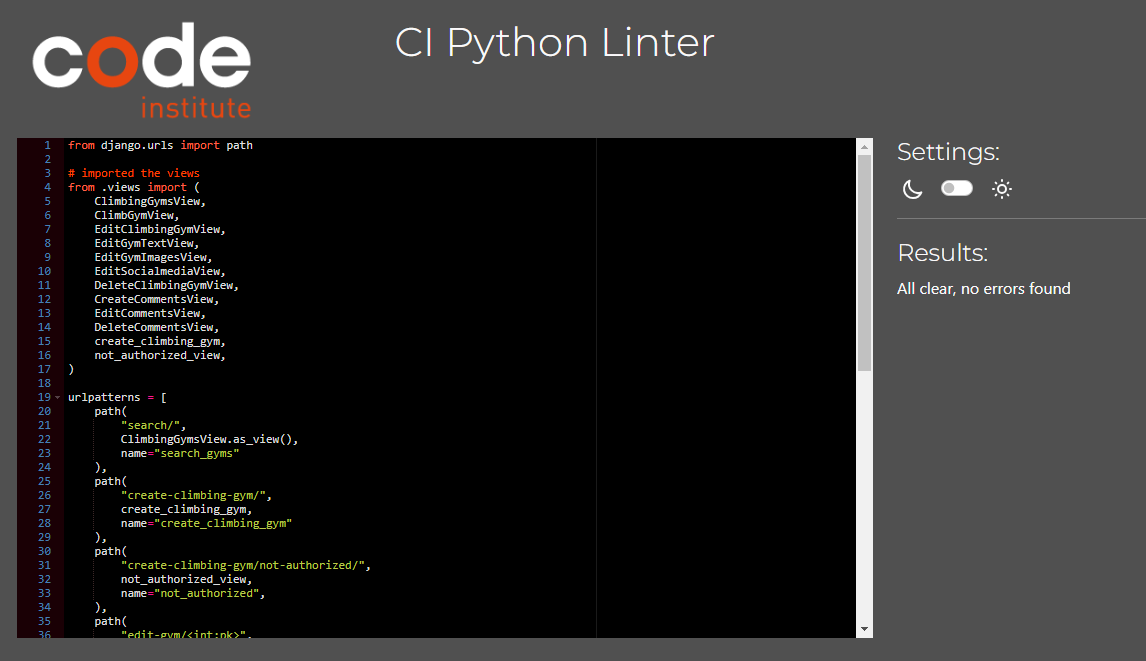 code
institute
CI Python Linter
1 from django.urls import path
2
3 # imported the views
4 from .views import (
5     ClimbingGymsView,
6     ClimbGymView,
7     EditClimbingGymView,
8     EditGymTextView,
9     EditGymImagesView,
10     EditSocialmediaView,
11     DeleteClimbingGymView,
12     CreateCommentsView,
13     EditCommentsView,
14     DeleteCommentsView,
15     create_climbing_gym,
16     not_authorized_view,
17 )
18
19 urlpatterns = [
20     path(
21         "search/",
22         ClimbingGymsView.as_view(),
23         name="search_gyms"
24     ),
25     path(
26         "create-climbing-gym/",
27         create_climbing_gym,
28         name="create_climbing_gym"
29     ),
30     path(
31         "create-climbing-gym/not-authorized/",
32         not_authorized_view,
33         name="not_authorized",
34     ),
35     path(
36         "edit-gym/<int:pk>",
Settings:
Results:
All clear, no errors found